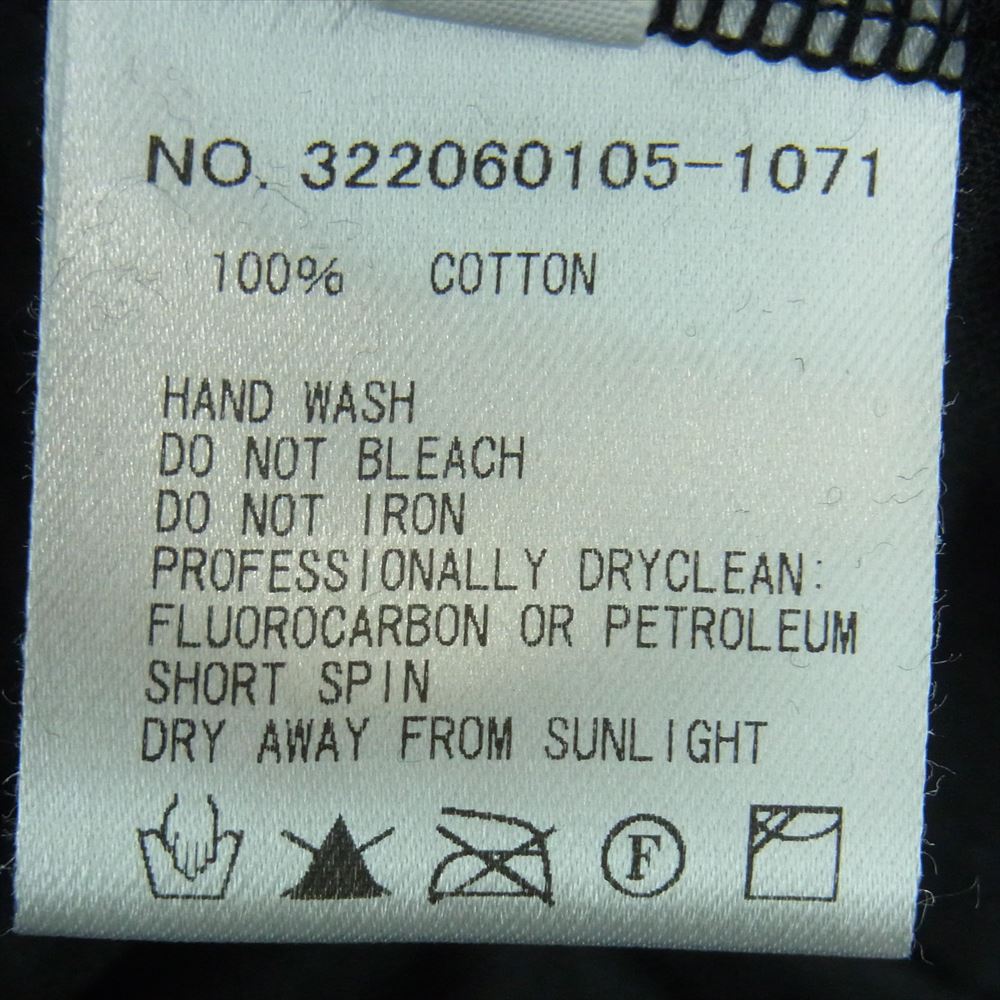 NO. 322060105-1071
100% COTTON
HAND WASH
DO NOT BLEACH
DO NOT IRON
PROFESSIONALLY DRYCLEAN:
FLUOROCARBON OR PETROLEUM
SHORT SPIN
DRY AWAY FROM SUNLIGHT
F